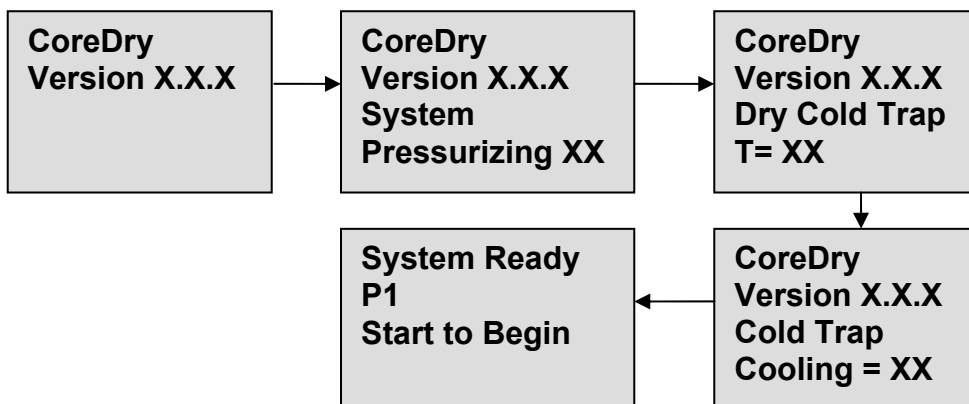 CoreDry
Version X.X.X
CoreDry
Version X.X.X
System
Pressurizing XX
CoreDry
Version X.X.X
Dry Cold Trap
T= XX
CoreDry
Version X.X.X
Cold Trap
Cooling = XX
System Ready
P1
Start to Begin